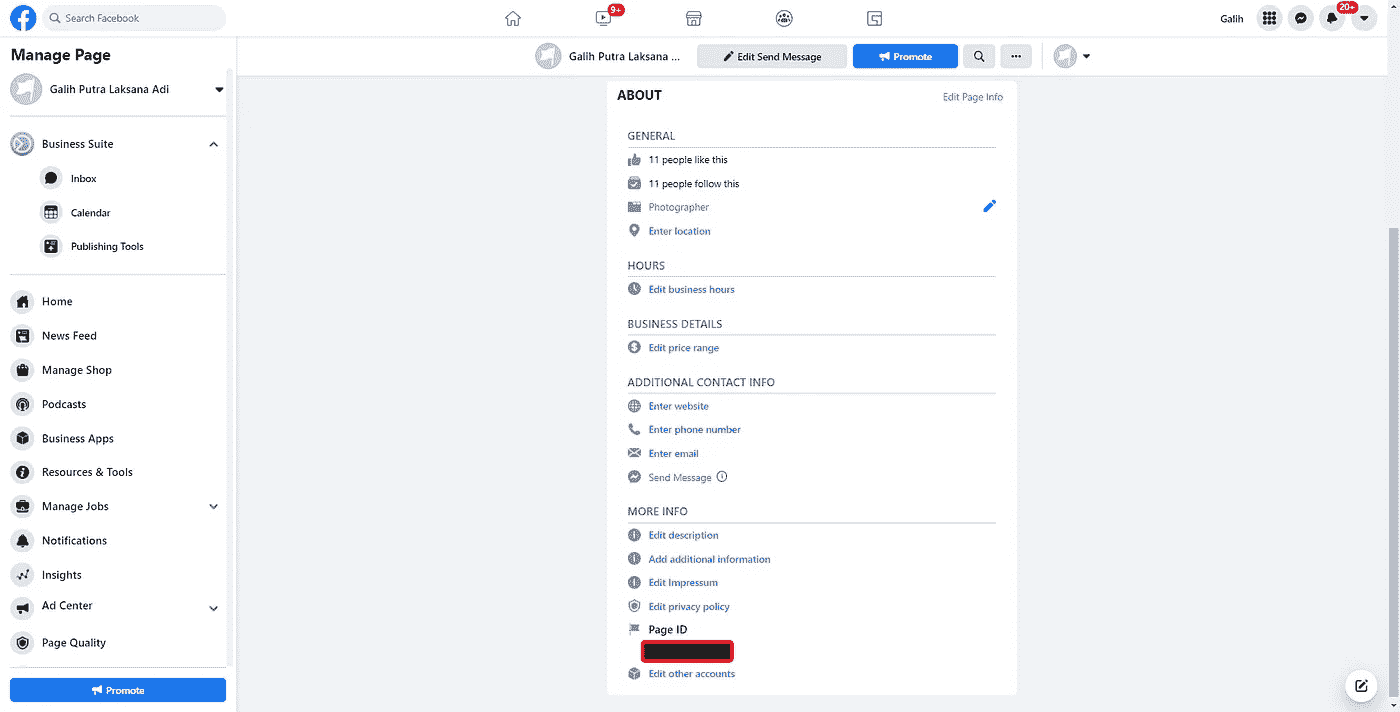 Search Facebook
9+
Galih
20+
Manage Page
Galih Putra Laksana Adi
Business Suite
Inbox
Calendar
Publishing Tools
Home
News Feed
Manage Shop
Podcasts
Business Apps
Resources & Tools
Manage Jobs
Notifications
Insights
Ad Center
Page Quality
Promote
Galih Putra Laksana ...
Edit Send Message
Promote
ABOUT
Edit Page Info
GENERAL
11 people like this
11 people follow this
Photographer
Enter location
HOURS
Edit business hours
BUSINESS DETAILS
Edit price range
ADDITIONAL CONTACT INFO
Enter website
Enter phone number
Enter email
Send Message
MORE INFO
Edit description
Add additional information
Edit Impressum
Edit privacy policy
Page ID
Edit other accounts